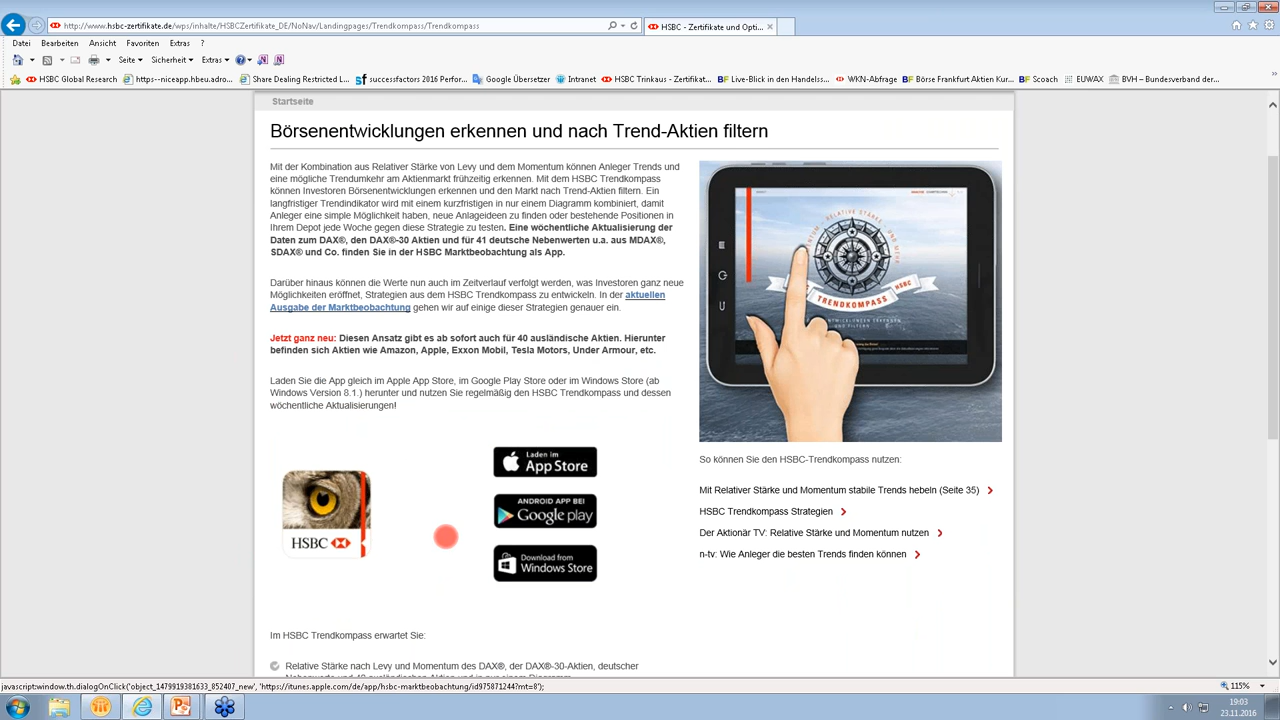 http://www.hsbc-zertifikate.de/wps/inhalte/HSBCZertifikate_DE/NoNav/Landingpages/Trendkompass/Trendkompass
HSBC - Zertifikate und Opti...
Datei Bearbeiten Ansicht Favoriten Extras ?
Seite Sicherheit Extras
HSBC Global Research https--niceapp.hbeu.adro... Share Dealing Restricted L... successfactors 2016 Perfor... Google Übersetzer Intranet HSBC Trinkaus - Zertifikat... Live-Blick in den Handelss... WKN-Abfrage Börse Frankfurt Aktien Kur... Scoach EUWAX BVH – Bundesverband der...
Startseite
Börsenentwicklungen erkennen und nach Trend-Aktien filtern
Mit der Kombination aus Relativer Stärke von Levy und dem Momentum können Anleger Trends und
eine mögliche Trendumkehr am Aktienmarkt frühzeitig erkennen. Mit dem HSBC Trendkompass
können Investoren Börsenentwicklungen erkennen und den Markt nach Trend-Aktien filtern. Ein
langfristiger Trendindikator wird mit einem kurzfristigen in nur einem Diagramm kombiniert, damit
Anleger eine simple Möglichkeit haben, neue Anlageideen zu finden oder bestehende Positionen in
Ihrem Depot jede Woche gegen diese Strategie zu testen. Eine wöchentliche Aktualisierung der
Daten zum DAX®, den DAX®-30 Aktien und für 41 deutsche Nebenwerten u.a. aus MDAX®,
SDAX® und Co. finden Sie in der HSBC Marktbeobachtung als App.
Darüber hinaus können die Werte nun auch im Zeitverlauf verfolgt werden, was Investoren ganz neue
Möglichkeiten eröffnet, Strategien aus dem HSBC Trendkompass zu entwickeln. In der aktuellen
Ausgabe der Marktbeobachtung gehen wir auf einige dieser Strategien genauer ein.
Jetzt ganz neu: Diesen Ansatz gibt es ab sofort auch für 40 ausländische Aktien. Hierunter
befinden sich Aktien wie Amazon, Apple, Exxon Mobil, Tesla Motors, Under Armour, etc.
Laden Sie die App gleich im Apple App Store, im Google Play Store oder im Windows Store (ab
Windows Version 8.1.) herunter und nutzen Sie regelmäßig den HSBC Trendkompass und dessen
wöchentliche Aktualisierungen!
HSBC
Laden im
App Store
ANDROID APP BEI
Google play
Download from
Windows Store
RELATIVE STÄRKE
TRENDKOMPASS
HSBC
So können Sie den HSBC-Trendkompass nutzen:
Mit Relativer Stärke und Momentum stabile Trends hebeln (Seite 35)
HSBC Trendkompass Strategien
Der Aktionär TV: Relative Stärke und Momentum nutzen
n-tv: Wie Anleger die besten Trends finden können
Im HSBC Trendkompass erwartet Sie:
Relative Stärke nach Levy und Momentum des DAX®, der DAX®-30-Aktien, deutscher
javascript:window.th.dialogOnClick('object_1479919381633_052407_new', 'https://itunes.apple.com/de/app/hsbc-marktbeobachtung/id975871244?mt=8');
115%
19:03
23.11.2016